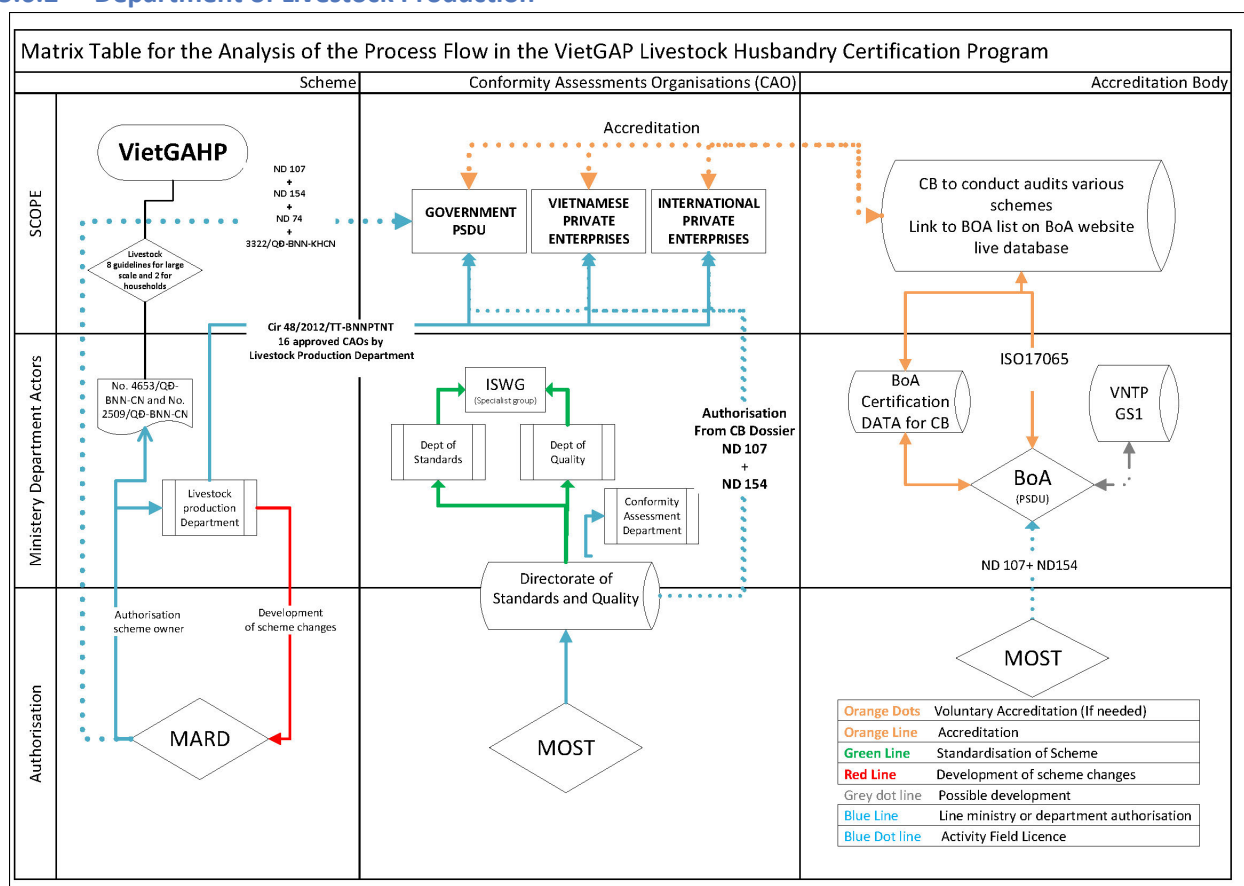 Department of Livestock Production
Matrix Table for the Analysis of the Process Flow in the VietGAP Livestock Husbandry Certification Program
Scheme
Conformity Assessments Organisations (CAO)
Accreditation Body
SCOPE
VietGAHP
ND 107
+
ND 154
+
ND 74
+
3322/QĐ-BNN-KHCN
Livestock
8 guidelines for large
scale and 2 for
households
Accreditation
GOVERNMENT
PSDU
VIETNAMESE
PRIVATE
ENTERPRISES
INTERNATIONAL
PRIVATE
ENTERPRISES
CB to conduct audits various
schemes
Link to BOA list on BoA website
live database
Cir 48/2012/TT-BNNPTNT
16 approved CAOs by
Livestock Production Department
Ministery Department Actors
No. 4653/QĐ-
BNN-CN and No.
2509/QĐ-BNN-CN
Livestock
production
Department
ISWG
(Specialist group)
Dept of
Standards
Dept of
Quality
Conformity
Assessment
Department
Authorisation
From CB Dossier
ND 107
+
ND 154
Directorate of
Standards and Quality
ISO17065
BoA
Certification
DATA for CB
VNTP
GS1
BoA
(PSDU)
ND 107+ ND154
Authorisation
Authorisation
scheme owner
Development
of scheme changes
MARD
MOST
MOST
Orange Dots Voluntary Accreditation (If needed)
Orange Line Accreditation
Green Line Standardisation of Scheme
Red Line Development of scheme changes
Grey dot line Possible development
Blue Line Line ministry or department authorisation
Blue Dot line Activity Field Licence